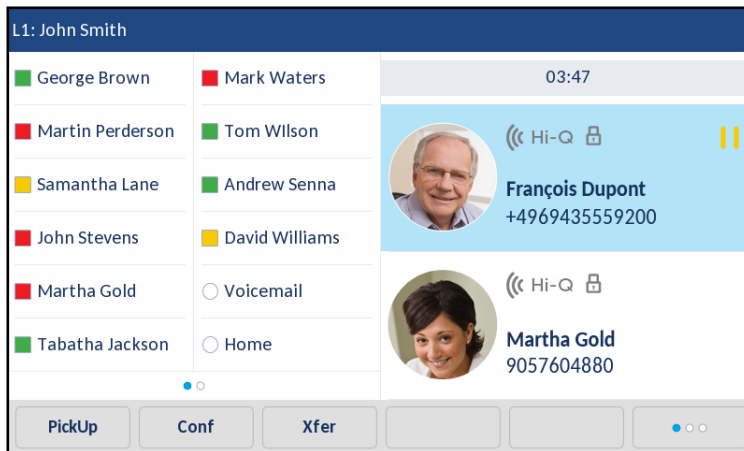 L1: John Smith
George Brown
Martin Perderson
Samantha Lane
John Stevens
Martha Gold
Tabatha Jackson
Mark Waters
Tom WIlson
Andrew Senna
David Williams
Voicemail
Home
03:47
Hi-Q
François Dupont
+4969435559200
Hi-Q
Martha Gold
9057604880
PickUp Conf Xfer